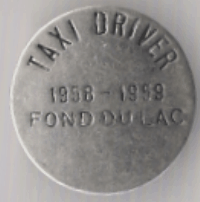 TAXI DRIVER
1958-1959
FOND DU LAC